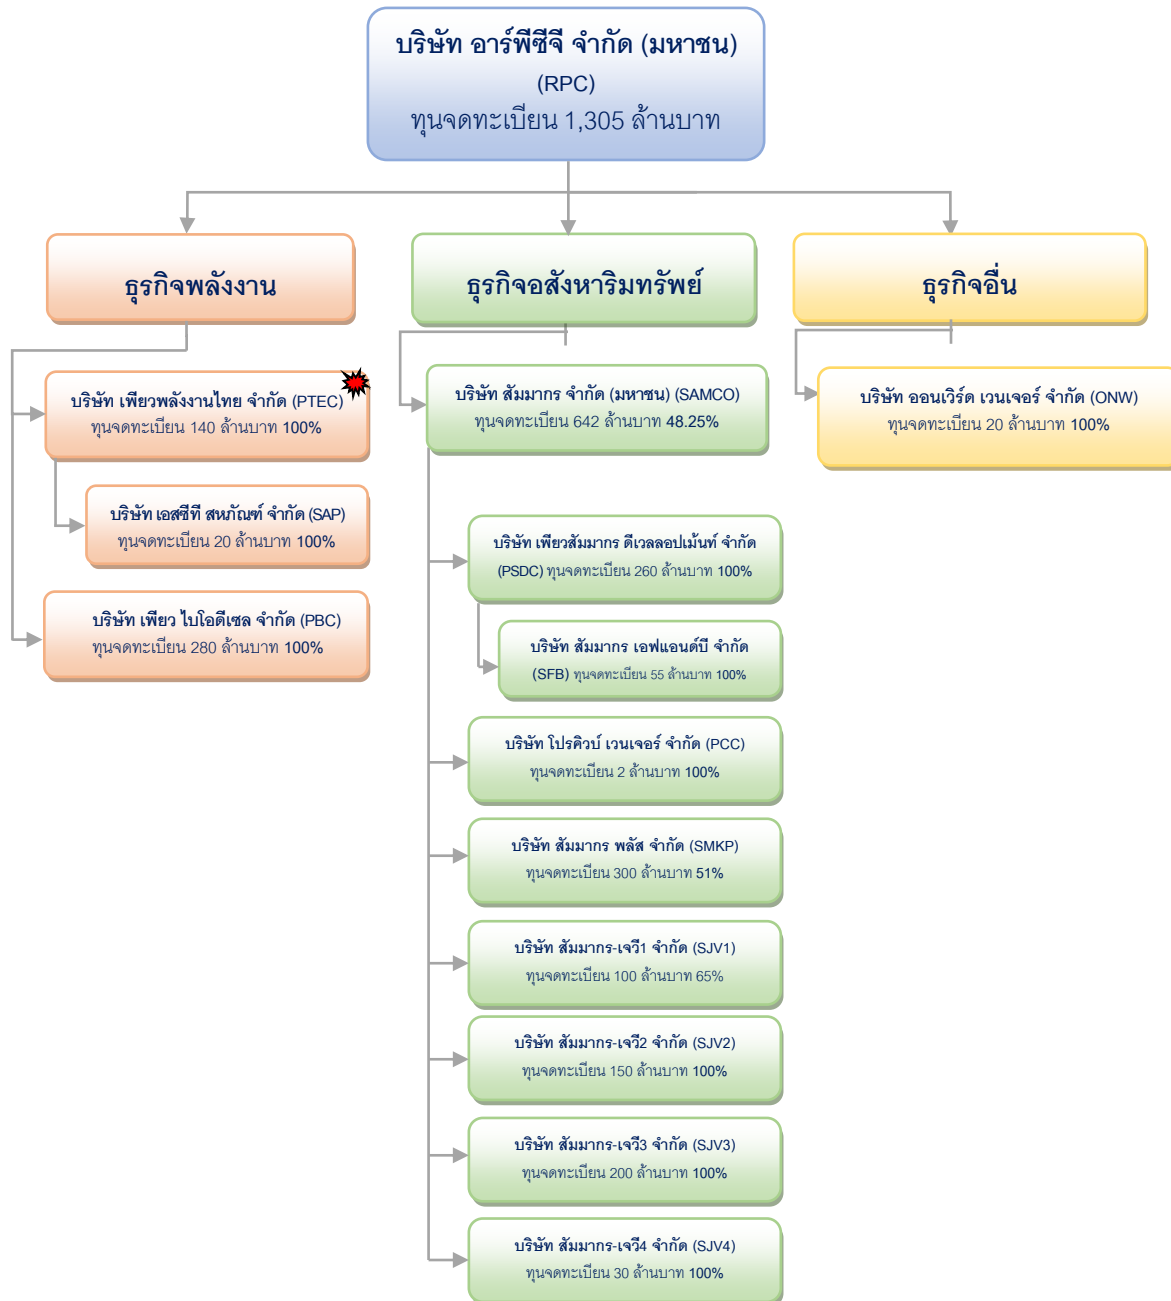 บริษัท อาร์พีซีจี จำกัด (มหาชน)
(RPC)
ทุนจดทะเบียน 1,305 ล้านบาท
ธุรกิจพลังงาน
ธุรกิจอสังหาริมทรัพย์
ธุรกิจอื่น
บริษัท เพียวพลังงานไทย จำกัด (PTEC)
ทุนจดทะเบียน 140 ล้านบาท 100%
บริษัท เอสซีที สหภัณฑ์ จำกัด (SAP)
ทุนจดทะเบียน 20 ล้านบาท 100%
บริษัท เพียว ไบโอดีเซล จำกัด (PBC)
ทุนจดทะเบียน 280 ล้านบาท 100%
บริษัท สัมมากร จำกัด (มหาชน) (SAMCO)
ทุนจดทะเบียน 642 ล้านบาท 48.25%
บริษัท เพียวสัมมากร ดีเวลลอปเม้นท์ จำกัด
(PSDC) ทุนจดทะเบียน 260 ล้านบาท 100%
บริษัท สัมมากร เอฟแอนด์บี จำกัด
(SFB) ทุนจดทะเบียน 55 ล้านบาท 100%
บริษัท โปรคิวบ์ เวนเจอร์ จำกัด (PCC)
ทุนจดทะเบียน 2 ล้านบาท 100%
บริษัท สัมมากร พลัส จำกัด (SMKP)
ทุนจดทะเบียน 300 ล้านบาท 51%
บริษัท สัมมากร-เจวี1 จำกัด (SJV1)
ทุนจดทะเบียน 100 ล้านบาท 65%
บริษัท สัมมากร-เจวี2 จำกัด (SJV2)
ทุนจดทะเบียน 150 ล้านบาท 100%
บริษัท สัมมากร-เจวี3 จำกัด (SJV3)
ทุนจดทะเบียน 200 ล้านบาท 100%
บริษัท สัมมากร-เจวี4 จำกัด (SJV4)
ทุนจดทะเบียน 30 ล้านบาท 100%
บริษัท ออนเวิร์ด เวนเจอร์ จำกัด (ONW)
ทุนจดทะเบียน 20 ล้านบาท 100%